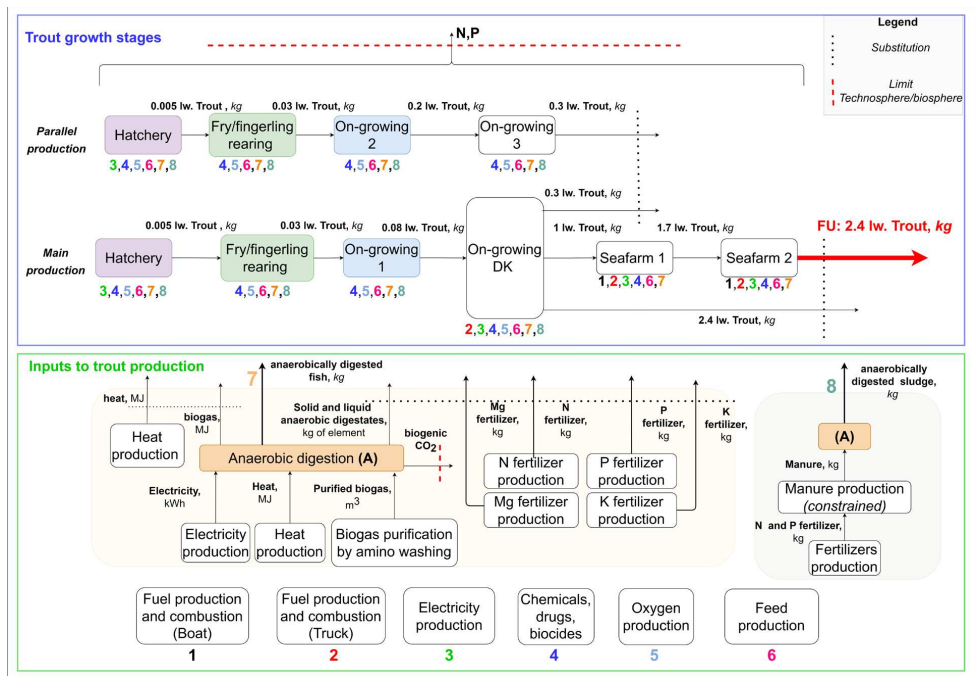 Trout growth stages
N,P
Legend
Substitution
Limit
Technosphere/biosphere
0.005 lw. Trout , kg
0.03 lw. Trout, kg
0.2 lw. Trout, kg
0.3 lw. Trout, kg
Parallel
production
Hatchery
Fry/fingerling
rearing
On-growing
2
On-growing
3
3,4,5,6,7,8
4,5,6,7,8
4,5,6,7,8
4,5,6,7,8
0.3 lw. Trout, kg
0.005 lw. Trout , kg
0.03 lw. Trout, kg
0.08 lw. Trout, kg
1 lw. Trout, kg
1.7 lw. Trout, kg
FU: 2.4 lw. Trout, kg
Main
production
Hatchery
Fry/fingerling
rearing
On-growing
1
On-growing
DK
Seafarm 1
Seafarm 2
3,4,5,6,7,8
4,5,6,7,8
4,5,6,7,8
1,2,3,4,6,7
1,2,3,4,6,7
2,3,4,5,6,7,8
2.4 lw. Trout, kg
Inputs to trout production
7
anaerobically digested
fish, kg
8
anaerobically
digested sludge,
kg
heat, MJ
biogas,
MJ
Solid and liquid
anaerobic digestates,
kg of element
biogenic
CO2
Mg
fertilizer,
kg
N
fertilizer,
kg
P
fertilizer,
kg
K
fertilizer,
kg
Heat
production
Anaerobic digestion (A)
(A)
N fertilizer
production
P fertilizer
production
Manure, kg
Electricity,
kWh
Heat,
MJ
Purified biogas,
m3
Mg fertilizer
production
K fertilizer
production
Manure production
(constrained)
Electricity
production
Heat
production
Biogas purification
by amino washing
N and P fertilizer,
kg
Fertilizers
production
Fuel production
and combustion
(Boat)
1
Fuel production
and combustion
(Truck)
2
Electricity
production
3
Chemicals,
drugs,
biocides
4
Oxygen
production
5
Feed
production
6